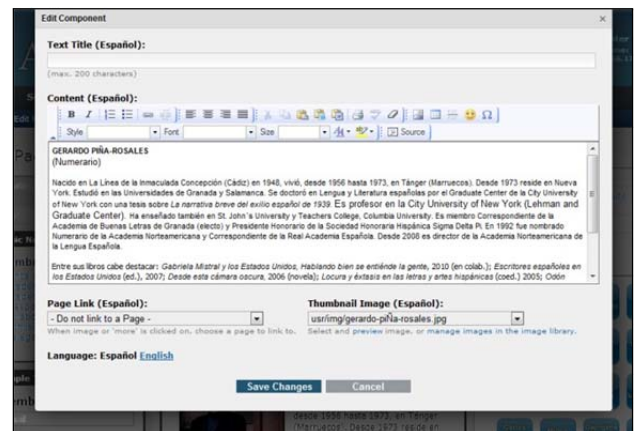 Edit Component
×
Text Title (Español):
(max. 200 characters)
Content (Español):
B I
Style Font Size Source
GERARDO PIÑA-ROSALES
(Numerario)
Nacido en La Línea de la Inmaculada Concepción (Cádiz) en 1948, vivió, desde 1956 hasta 1973, en Tánger (Marruecos). Desde 1973 reside en Nueva
York. Estudió en las Universidades de Granada y Salamanca. Se doctoró en Lengua y Literatura españolas por el Graduate Center de la City University
of New York con una tesis sobre La narrativa breve del exilio español de 1939. Es profesor en la City University of New York (Lehman and
Graduate Center). Ha enseñado también en St. John´s University y Teachers College, Columbia University. Es miembro Correspondiente de la
Academia de Buenas Letras de Granada (electo) y Presidente Honorario de la Sociedad Honoraria Hispánica Sigma Delta Pi. En 1992 fue nombrado
Numerario de la Academia Norteamericana y Correspondiente de la Real Academia Española. Desde 2008 es director de la Academia Norteamericana de
la Lengua Española.
Entre sus libros cabe destacar: Gabriela Mistral y los Estados Unidos, Hablando bien se entiénde la gente, 2010 (en colab.); Escritores españoles en
los Estados Unidos (ed.), 2007; Desde esta cámara oscura, 2006 (novela); Locura y éxtasis en las letras y artes hispánicas (coed.) 2005; Odón
Page Link (Español): Thumbnail Image (Español):
- Do not link to a Page - usr/img/gerardo-piña-rosales.jpg
When image or 'more' is clicked on, choose a page to link to. Select and preview image, or manage images in the image library.
Language: Español English
Save Changes Cancel
desde 1956 hasta 1973, en Tánger
(Marruecos). Desde 1973 reside en